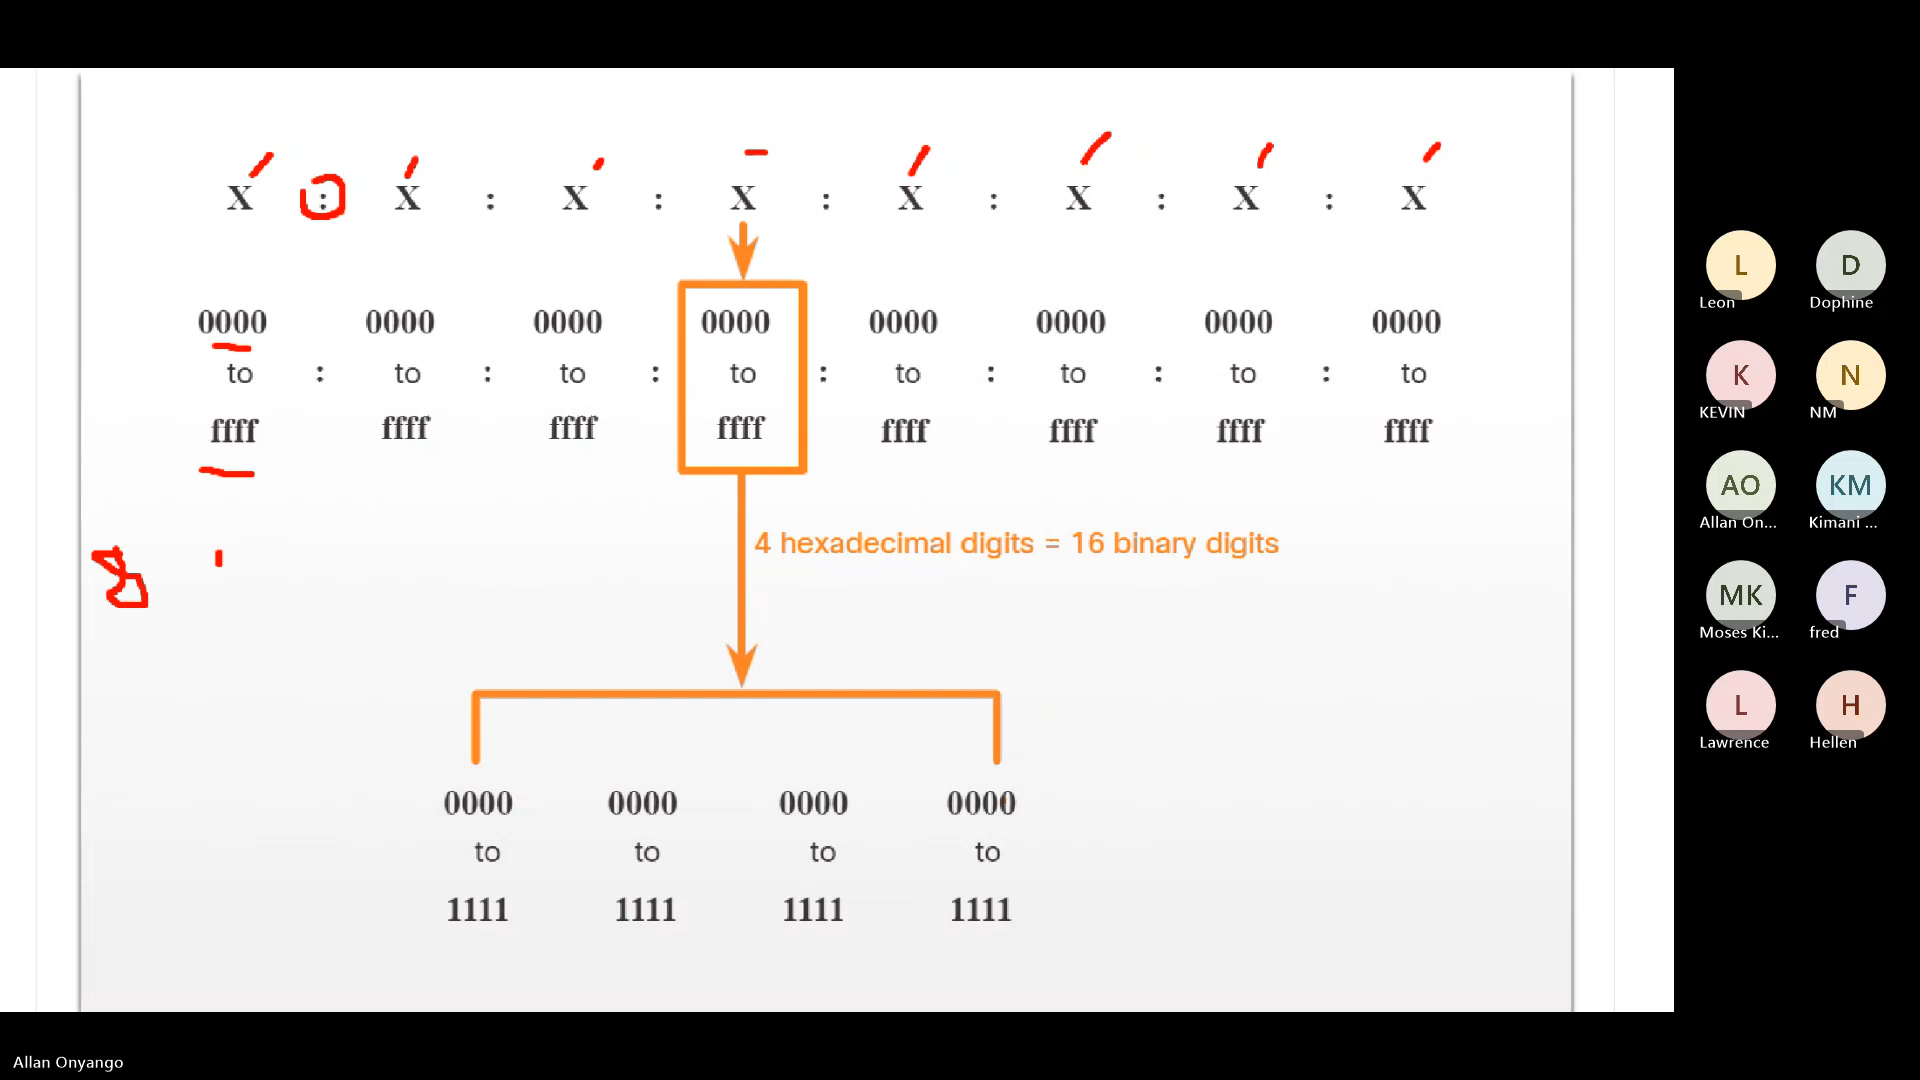 X : X : X : X : X : X : X : X
0000 0000 0000 0000 0000 0000 0000 0000
to : to : to : to : to : to : to : to
ffff ffff ffff ffff ffff ffff ffff ffff
8 1
4 hexadecimal digits = 16 binary digits
0000 0000 0000 0000
to to to to
1111 1111 1111 1111
L D
Leon Dophine
K N
KEVIN NM
AO KM
Allan On... Kimani ...
MK F
Moses Ki... fred
L H
Lawrence Hellen
Allan Onyango